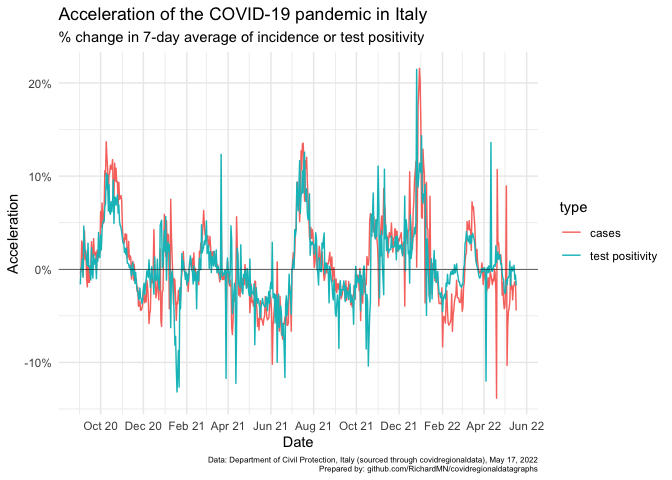 Acceleration of the COVID-19 pandemic in Italy
% change in 7-day average of incidence or test positivity
20%
10%
0%
-10%
Acceleration
Oct 20 Dec 20 Feb 21 Apr 21 Jun 21 Aug 21 Oct 21 Dec 21 Feb 22 Apr 22 Jun 22
Date
type
cases
test positivity
Data: Department of Civil Protection, Italy (sourced through covidregionaldata), May 17, 2022
Prepared by: github.com/RichardMN/covidregionaldatagraphs